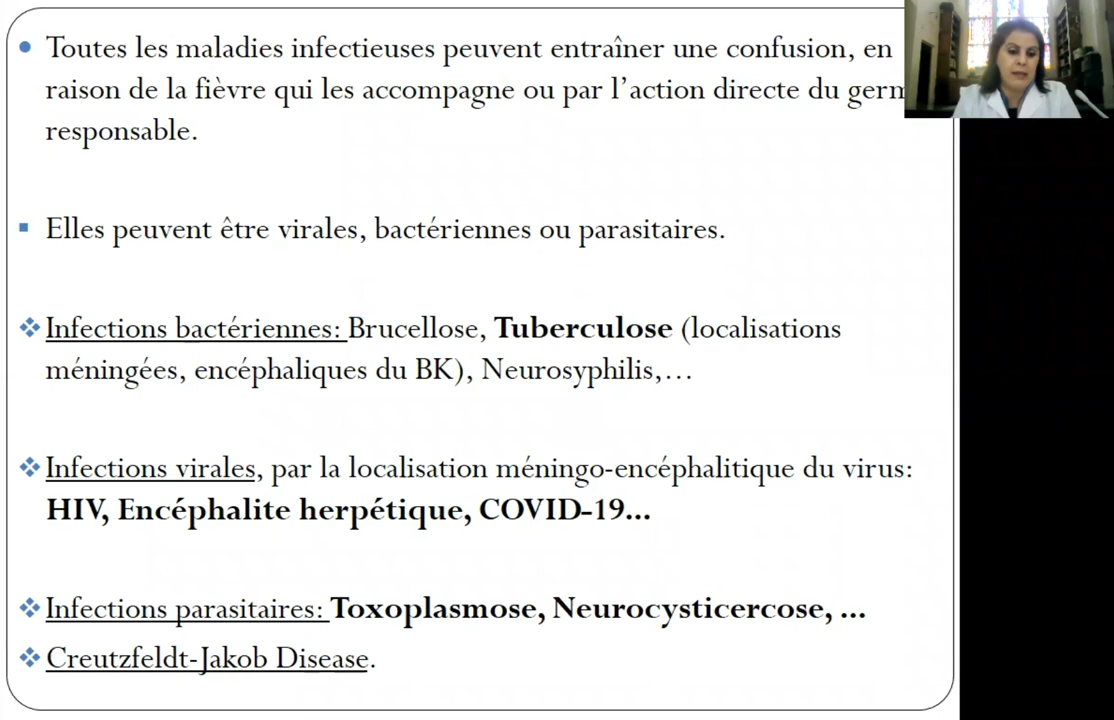 Toutes les maladies infectieuses peuvent entraîner une confusion, en
raison de la fièvre qui les accompagne ou par l'action directe du
responsable.
Elles peuvent être virales, bactériennes ou parasitaires.
Infections bactériennes: Brucellose, Tuberculose (localisations
méningées, encéphaliques du BK), Neurosyphilis,…
Infections virales, par la localisation méningo-encéphalitique du virus:
HIV, Encéphalite herpétique, COVID-19...
Infections parasitaires: Toxoplasmose, Neurocysticercose, ...
Creutzfeldt-Jakob Disease.